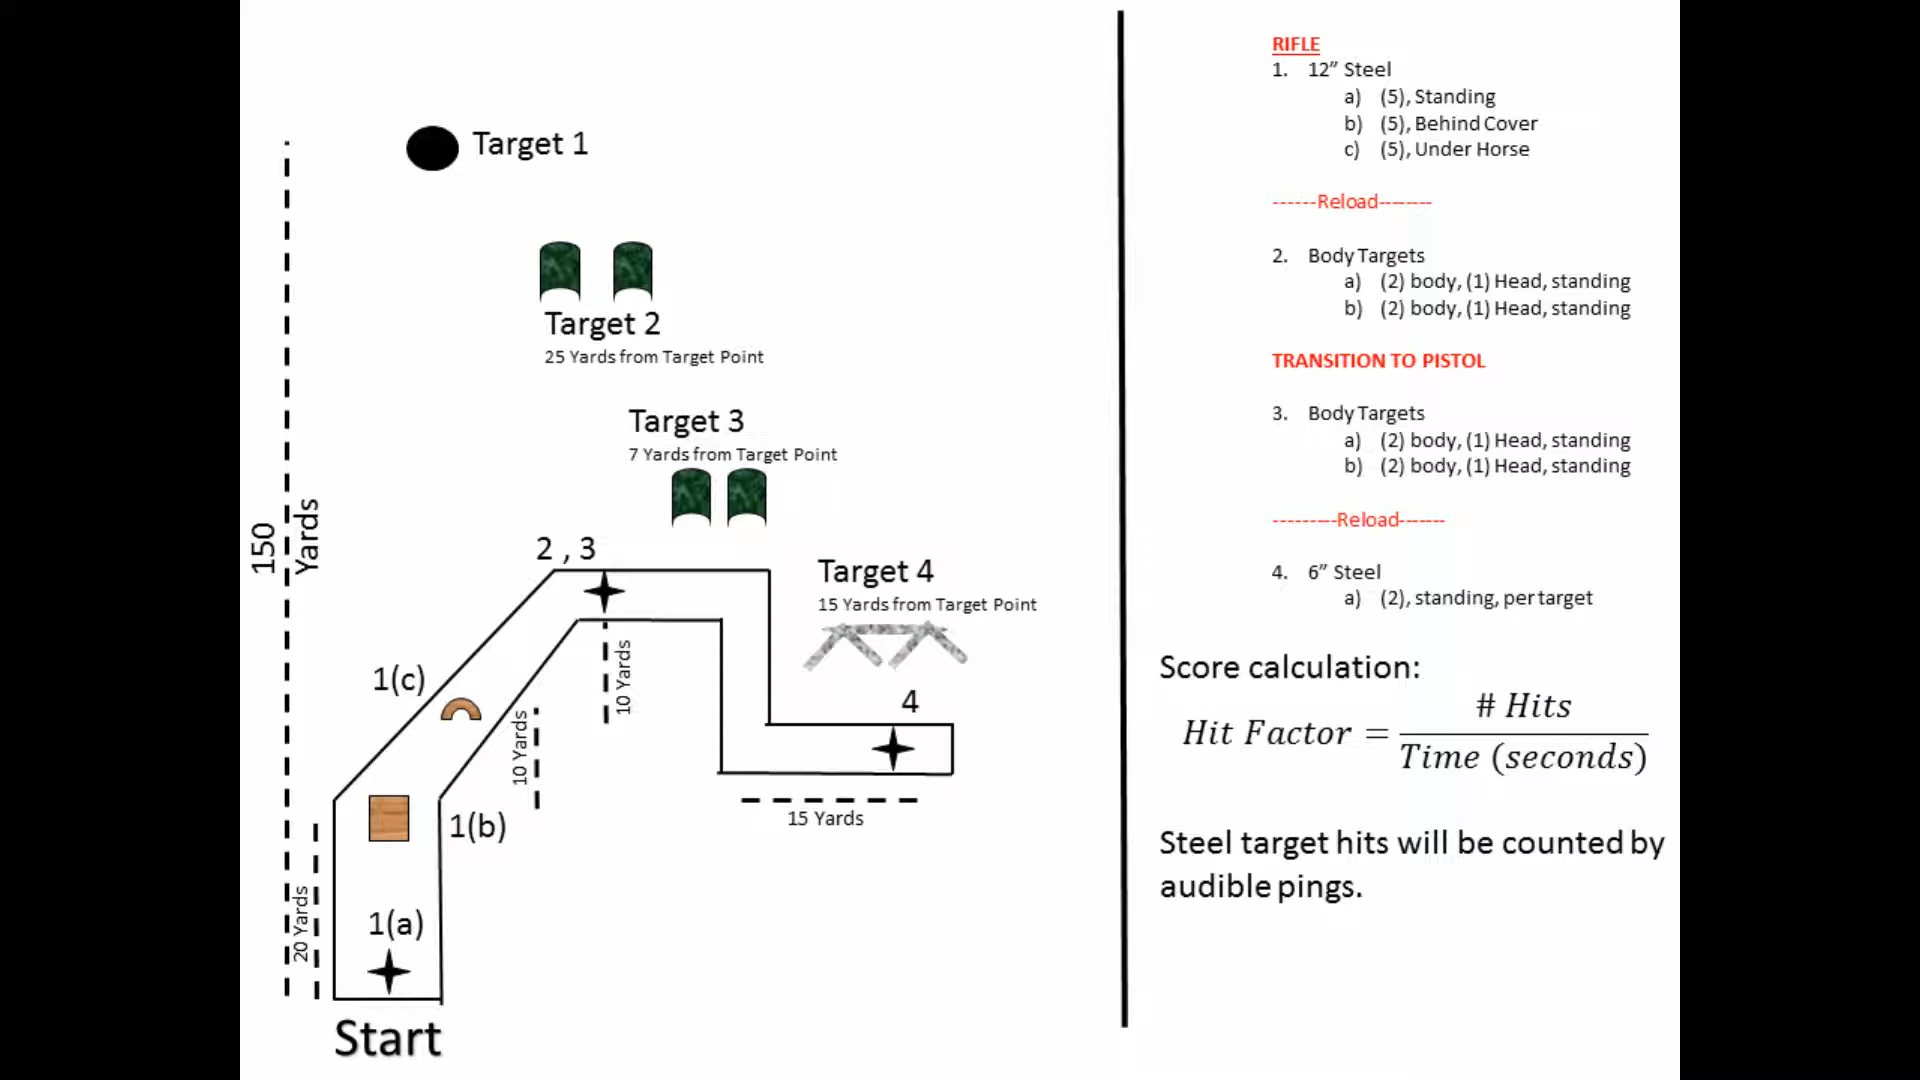 Target 1
Target 2
25 Yards from Target Point
Target 3
7 Yards from Target Point
150
Yards
2 , 3
Target 4
15 Yards from Target Point
10 Yards
1(c)
4
10 Yards
15 Yards
1(b)
20 Yards
1(a)
Start
RIFLE
1. 12” Steel
a) (5), Standing
b) (5), Behind Cover
c) (5), Under Horse
------Reload--------
2. Body Targets
a) (2) body, (1) Head, standing
b) (2) body, (1) Head, standing
TRANSITION TO PISTOL
3. Body Targets
a) (2) body, (1) Head, standing
b) (2) body, (1) Head, standing
---------Reload-------
4. 6” Steel
a) (2), standing, per target
Score calculation:
Hit Factor = # Hits / Time (seconds)
Steel target hits will be counted by
audible pings.